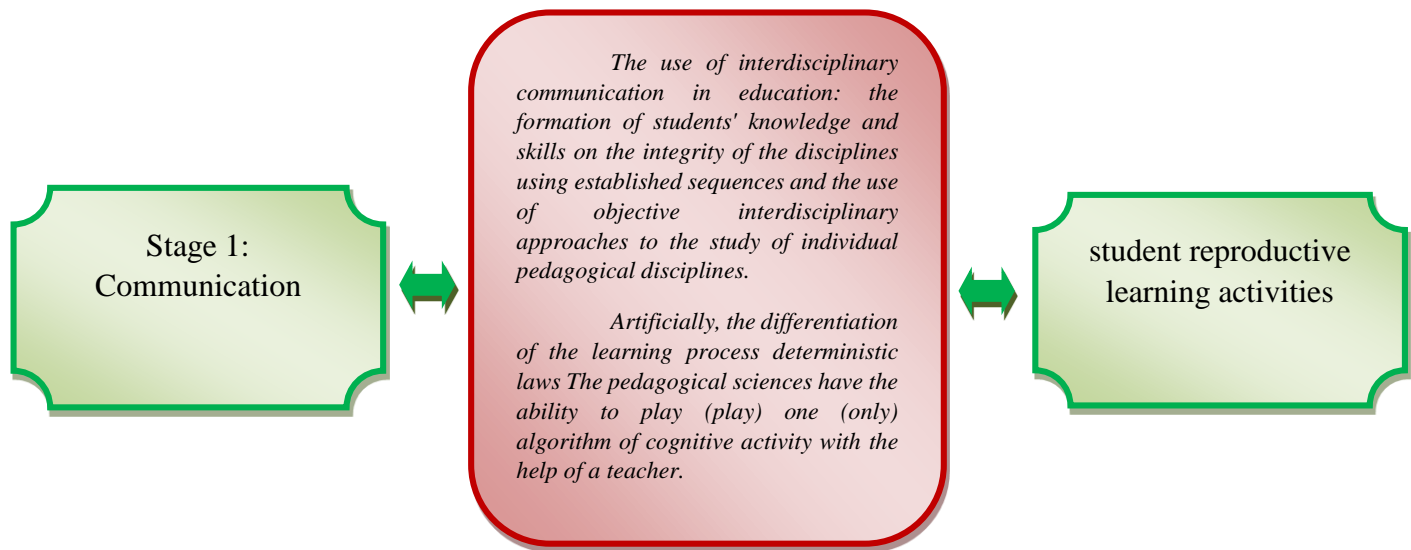 Stage 1:
Communication
The use of interdisciplinary
communication in education: the
formation of students' knowledge and
skills on the integrity of the disciplines
using established sequences and the use
of objective interdisciplinary
approaches to the study of individual
pedagogical disciplines.
Artificially, the differentiation
of the learning process deterministic
laws The pedagogical sciences have the
ability to play (play) one (only)
algorithm of cognitive activity with the
help of a teacher.
student reproductive
learning activities